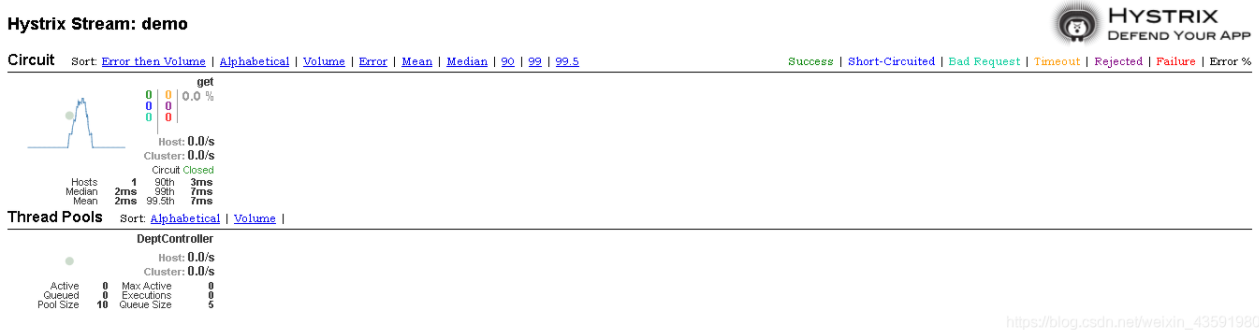 Hystrix Stream: demo
HYSTRIX
DEFEND YOUR APP
Circuit Sort: Error then Volume | Alphabetical | Volume | Error | Mean | Median | 90 | 99 | 99.5
Success | Short-Circuited | Bad Request | Timeout | Rejected | Failure | Error %
get
0 0 0.0 %
0 0
0 0
Host: 0.0/s
Cluster: 0.0/s
Circuit Closed
Hosts 1 90th 3ms
Median 2ms 99th 7ms
Mean 2ms 99.5th 7ms
Thread Pools Sort: Alphabetical | Volume |
DeptController
Host: 0.0/s
Cluster: 0.0/s
Active 0 Max Active 0
Queued 0 Executions 0
Pool Size 10 Queue Size 5
https://blog.csdn.net/weixin_43591980